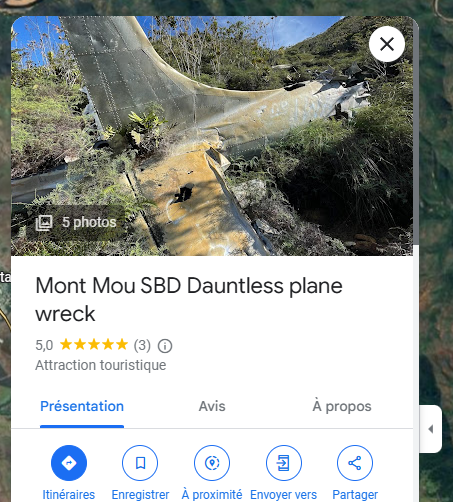 5 photos
ta
Mont Mou SBD Dauntless plane
wreck
5,0 (3)
Attraction touristique
Présentation Avis À propos
Itinéraires Enregistrer À proximité Envoyer vers Partager